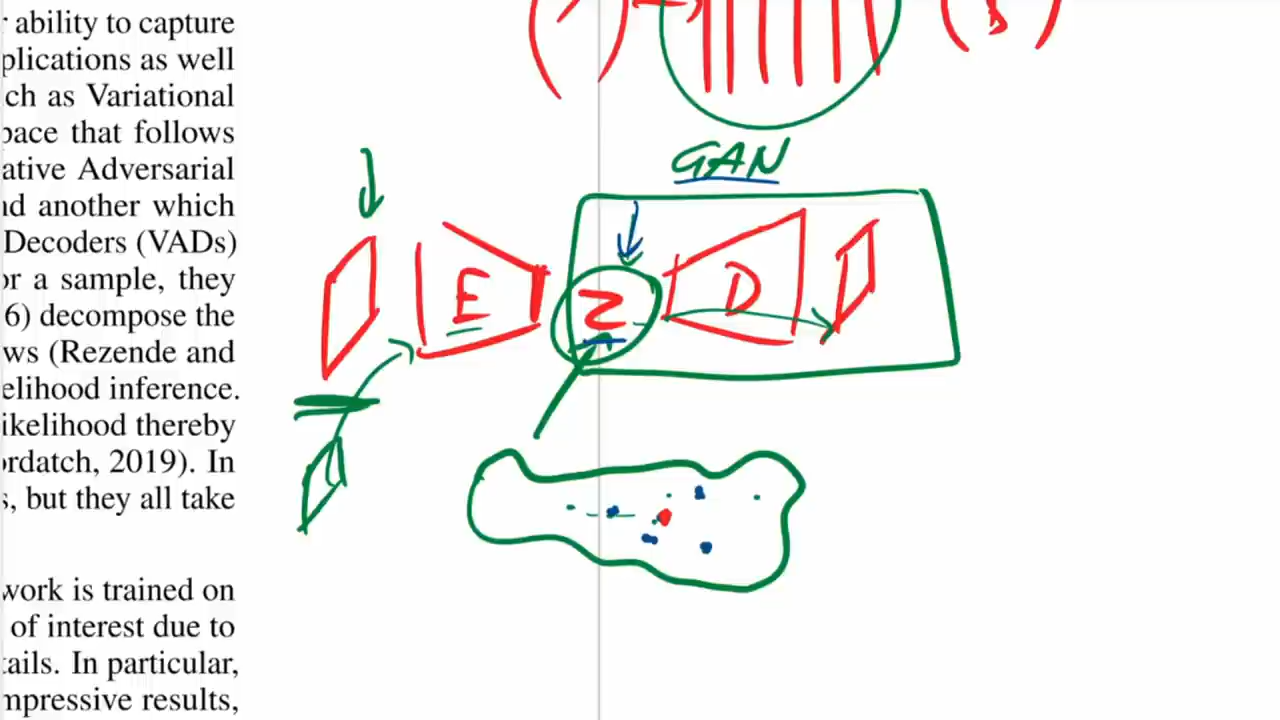 ability to capture
plications as well
ch as Variational
pace that follows
ative Adversarial
nd another which
Decoders (VADs)
or a sample, they
6) decompose the
ws (Rezende and
elihood inference.
ikelihood thereby
ordatch, 2019). In
s, but they all take
work is trained on
of interest due to
tails. In particular,
mpressive results,
GAN
E
Z
D